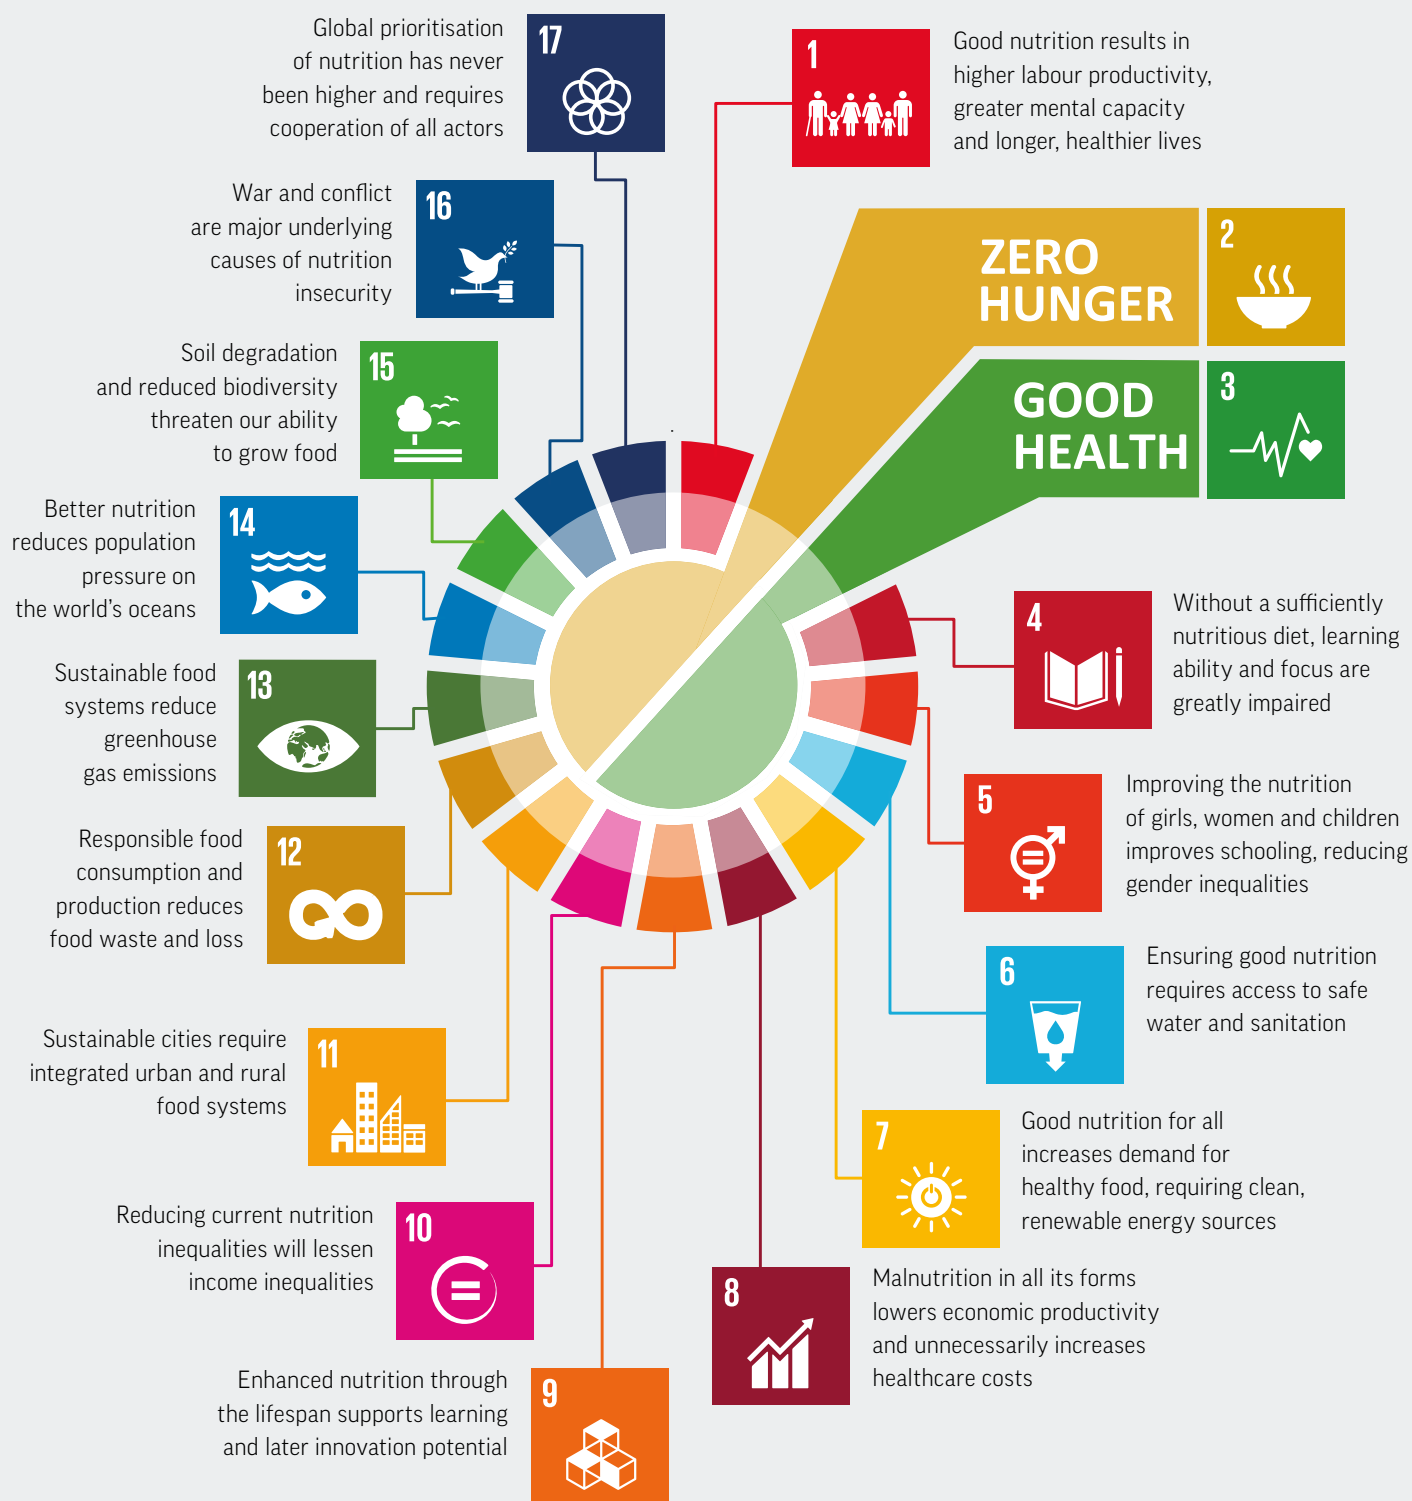 1
Good nutrition results in
higher labour productivity,
greater mental capacity
and longer, healthier lives
ZERO
HUNGER
2
GOOD
HEALTH
3
4
Without a sufficiently
nutritious diet, learning
ability and focus are
greatly impaired
5
Improving the nutrition
of girls, women and children
improves schooling, reducing
gender inequalities
6
Ensuring good nutrition
requires access to safe
water and sanitation
7
Good nutrition for all
increases demand for
healthy food, requiring clean,
renewable energy sources
8
Malnutrition in all its forms
lowers economic productivity
and unnecessarily increases
healthcare costs
9
Enhanced nutrition through
the lifespan supports learning
and later innovation potential
10
Reducing current nutrition
inequalities will lessen
income inequalities
11
Sustainable cities require
integrated urban and rural
food systems
12
Responsible food
consumption and
production reduces
food waste and loss
13
Sustainable food
systems reduce
greenhouse
gas emissions
14
Better nutrition
reduces population
pressure on
the world's oceans
15
Soil degradation
and reduced biodiversity
threaten our ability
to grow food
16
War and conflict
are major underlying
causes of nutrition
insecurity
17
Global prioritisation
of nutrition has never
been higher and requires
cooperation of all actors